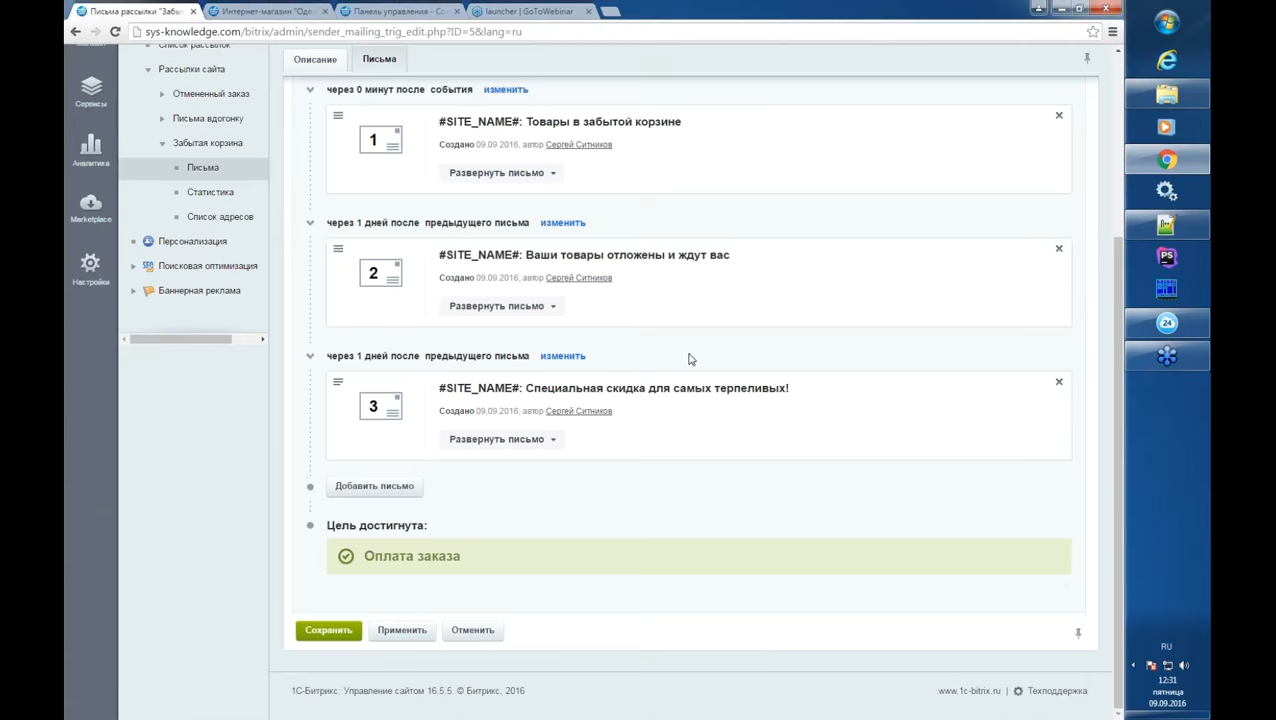 Письма рассылки "Забы
Интернет-магазин "Оде
Панель управления - Со
launcher | GoToWebinar
sys-knowledge.com/bitrix/admin/sender_mailing_trig_edit.php?ID=5&lang=ru
Список рассылок
Рассылки сайта
Отмененный заказ
Письма вдогонку
Забытая корзина
Письма
Статистика
Список адресов
Персонализация
Поисковая оптимизация
Баннерная реклама
Сервисы
Аналитика
Marketplace
Настройки
Описание
Письма
через 0 минут после события изменить
1
#SITE_NAME#: Товары в забытой корзине
Создано 09.09.2016, автор Сергей Ситников
Развернуть письмо
через 1 дней после предыдущего письма изменить
2
#SITE_NAME#: Ваши товары отложены и ждут вас
Создано 09.09.2016, автор Сергей Ситников
Развернуть письмо
через 1 дней после предыдущего письма изменить
3
#SITE_NAME#: Специальная скидка для самых терпеливых!
Создано 09.09.2016, автор Сергей Ситников
Развернуть письмо
Добавить письмо
Цель достигнута:
Оплата заказа
Сохранить
Применить
Отменить
1С-Битрикс: Управление сайтом 16.5.5. © Битрикс, 2016
www.1c-bitrix.ru | Техподдержка
PS
24
RU
12:31
пятница
09.09.2016